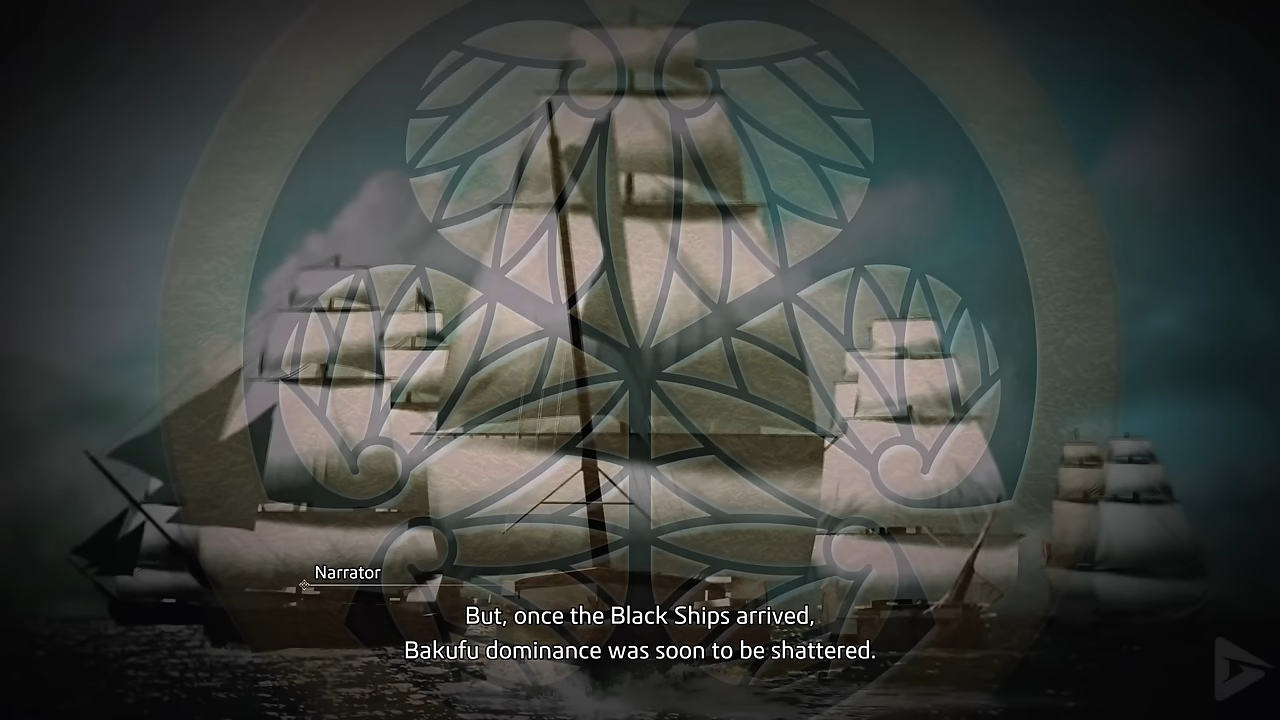 Narrator
But, once the Black Ships arrived,
Bakufu dominance was soon to be shattered.